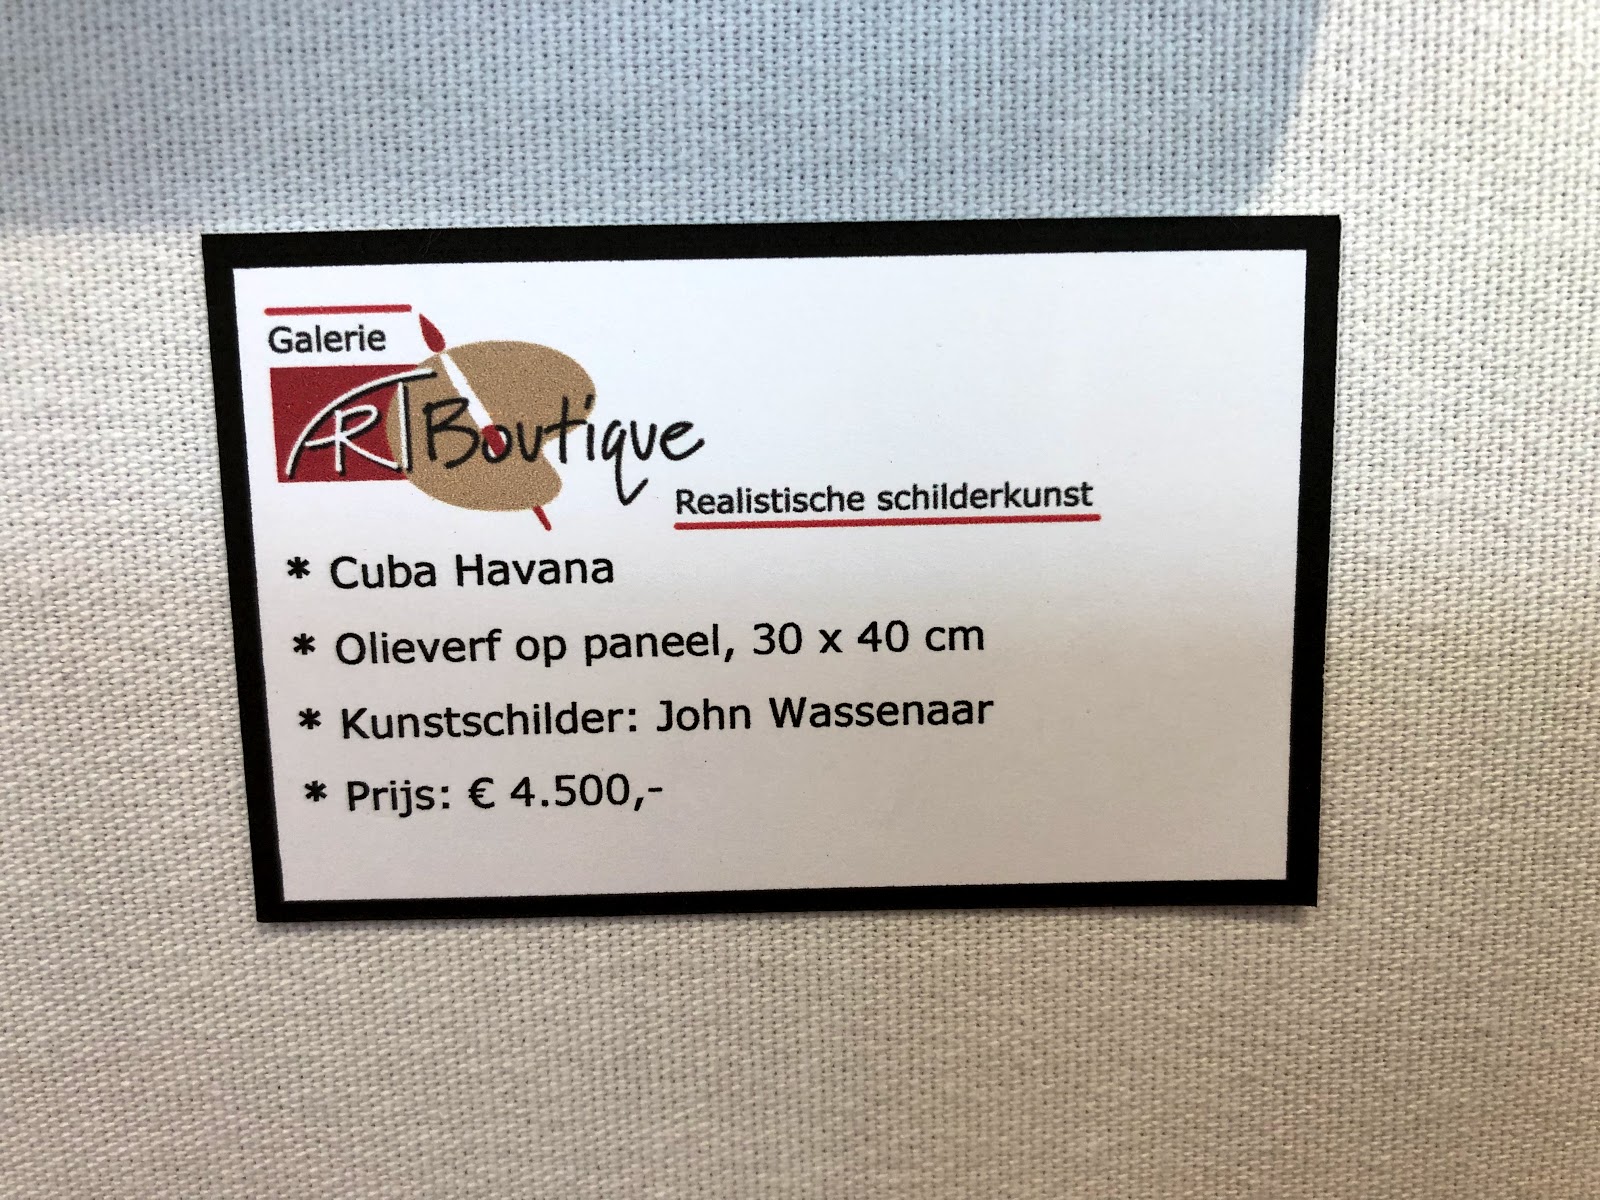 Galerie
ARTBoutique
Realistische schilderkunst
* Cuba Havana
* Olieverf op paneel, 30 x 40 cm
* Kunstschilder: John Wassenaar
* Prijs: € 4.500,-